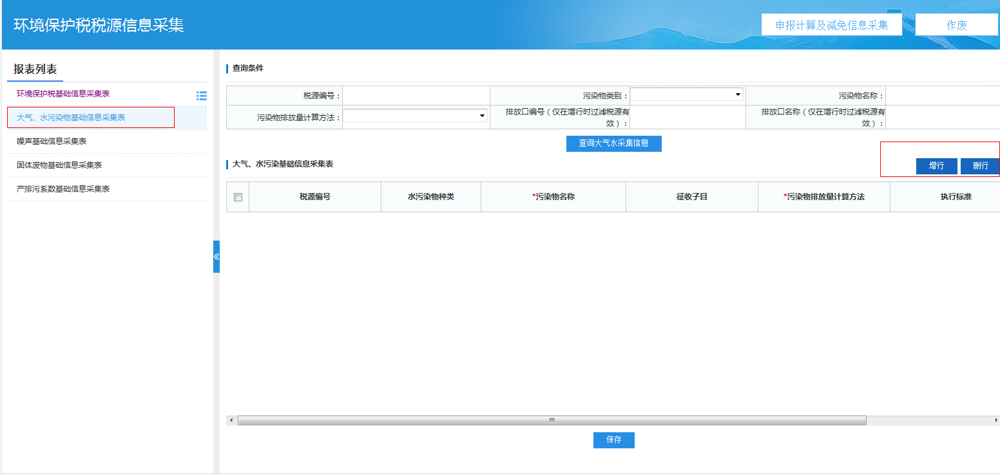 环境保护税税源信息采集
申报计算及减免信息采集
作废
报表列表
环境保护税基础信息采集表
大气、水污染物基础信息采集表
噪声基础信息采集表
固体废物基础信息采集表
产排污系数基础信息采集表
查询条件
税源编号：
污染物类别：
污染物名称：
污染物排放量计算方法：
排放口编号（仅在增行时过滤税源有
效）：
排放口名称（仅在增行时过滤税源有
效）：
查询大气水采集信息
大气、水污染基础信息采集表
增行
删行
税源编号
水污染物种类
*污染物名称
征收子目
*污染物排放量计算方法
执行标准
保存